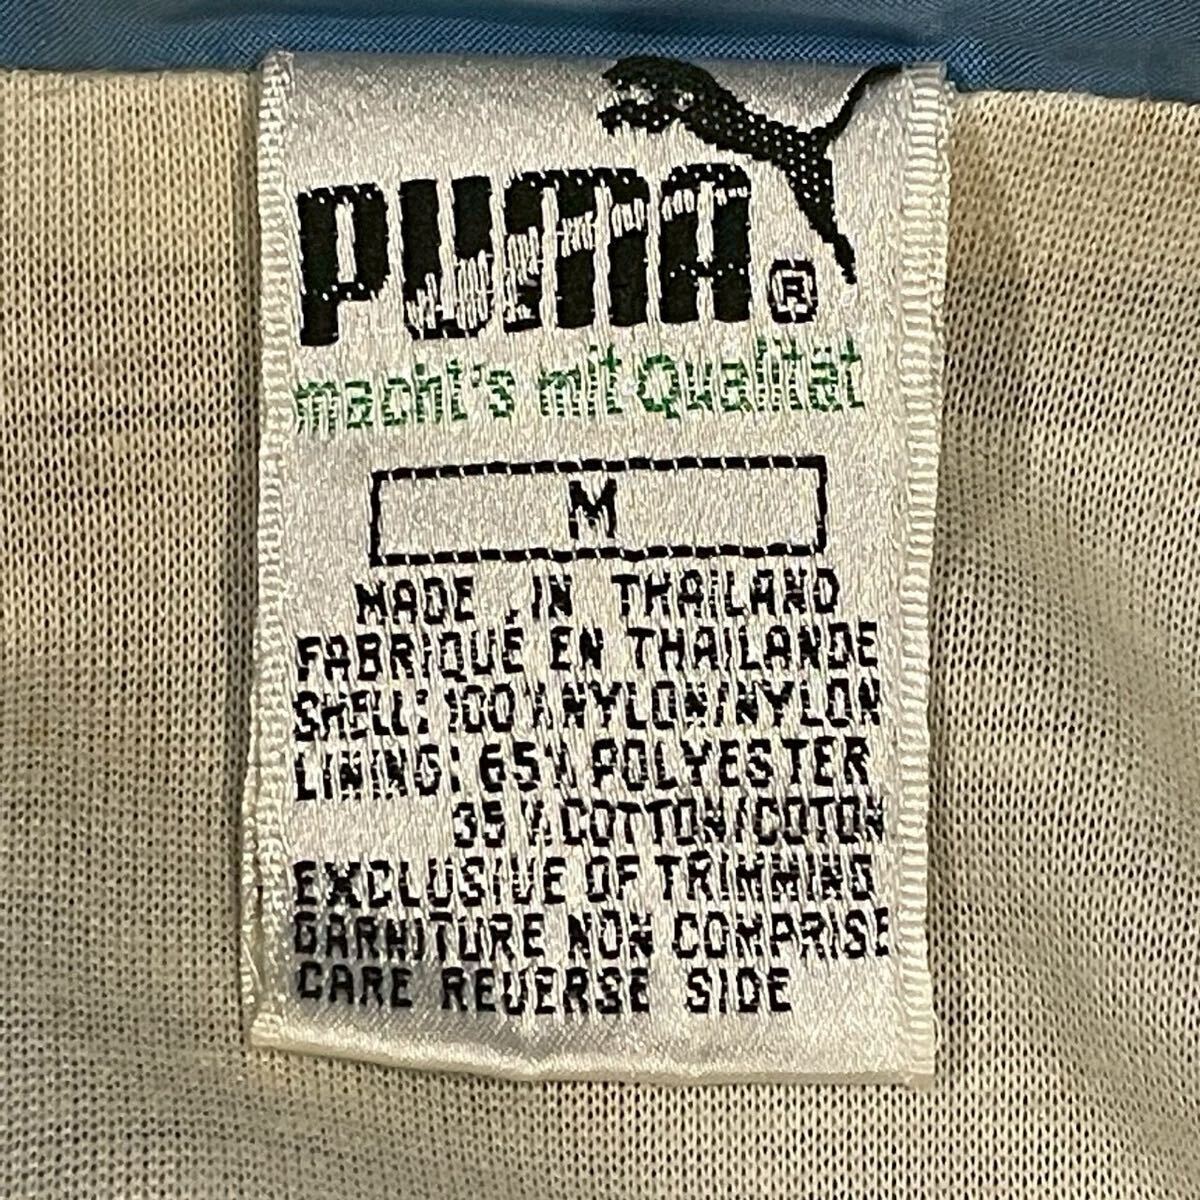 PUMA®
macht's mit Qualität
M
MADE IN THAILAND
FABRIQUÉ EN THAILANDE
SHELL: 100% NYLON/NYLON
LINING: 65% POLYESTER
35% COTTON/COTON
EXCLUSIVE OF TRIMMING
GARNITURE NON COMPRISE
CARE REVERSE SIDE